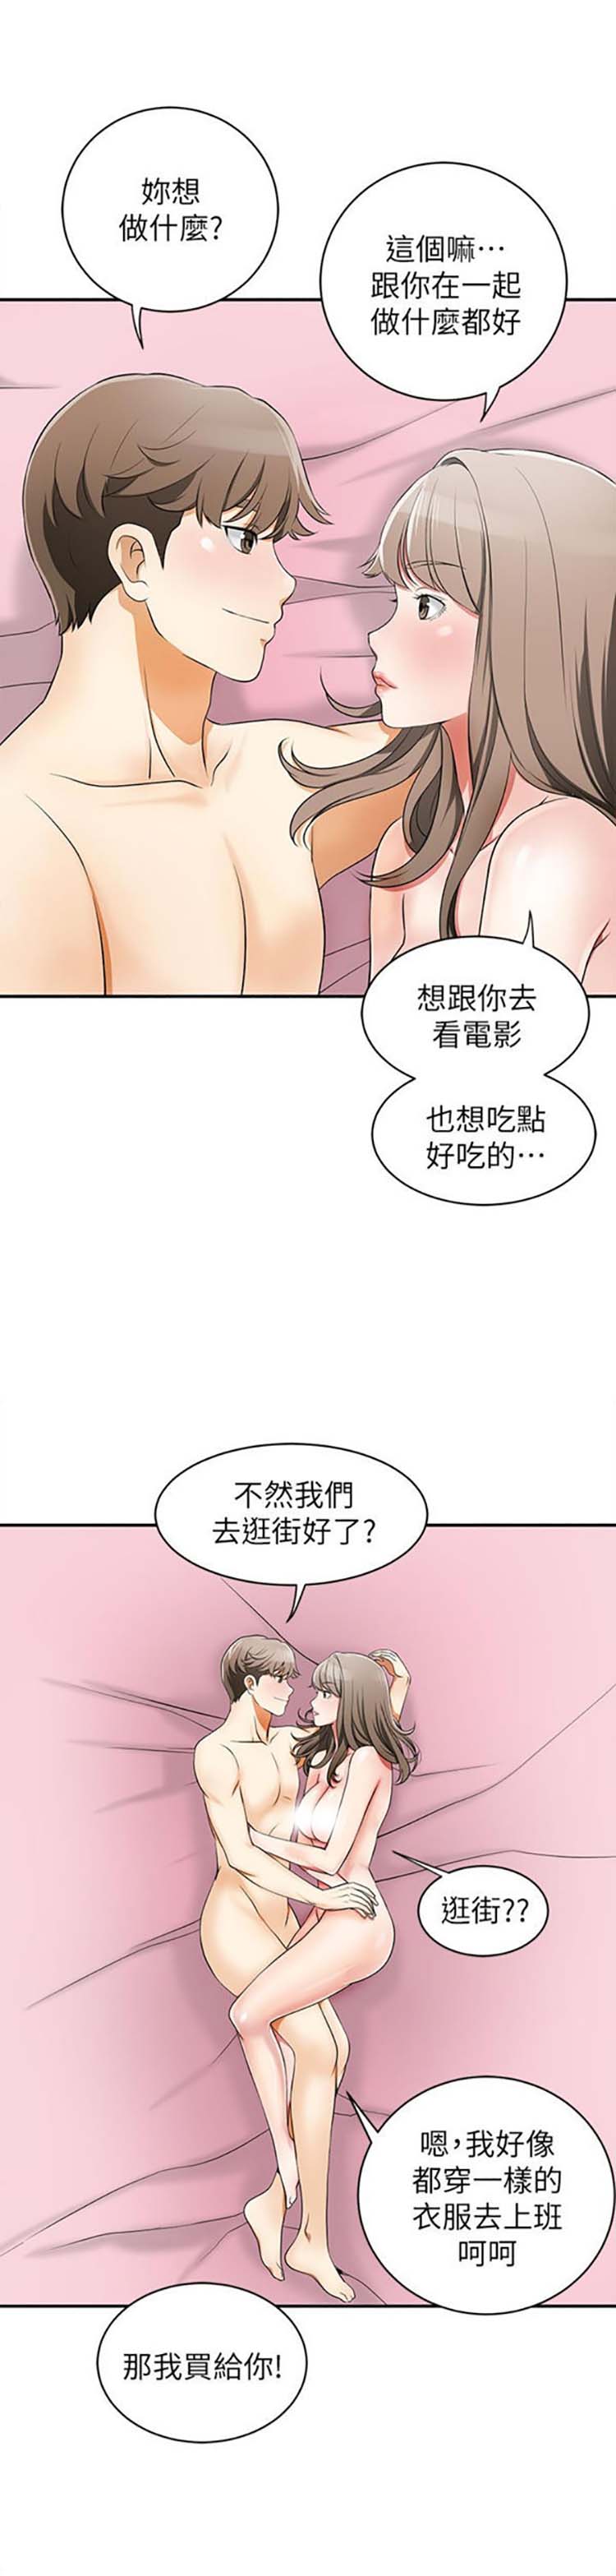 妳想
做什麼?
這個嘛…
跟你在一起
做什麼都好
想跟你去
看電影
也想吃點
好吃的…
不然我們
去逛街好了?
逛街??
嗯,我好像
都穿一樣的
衣服去上班
呵呵
那我買給你!